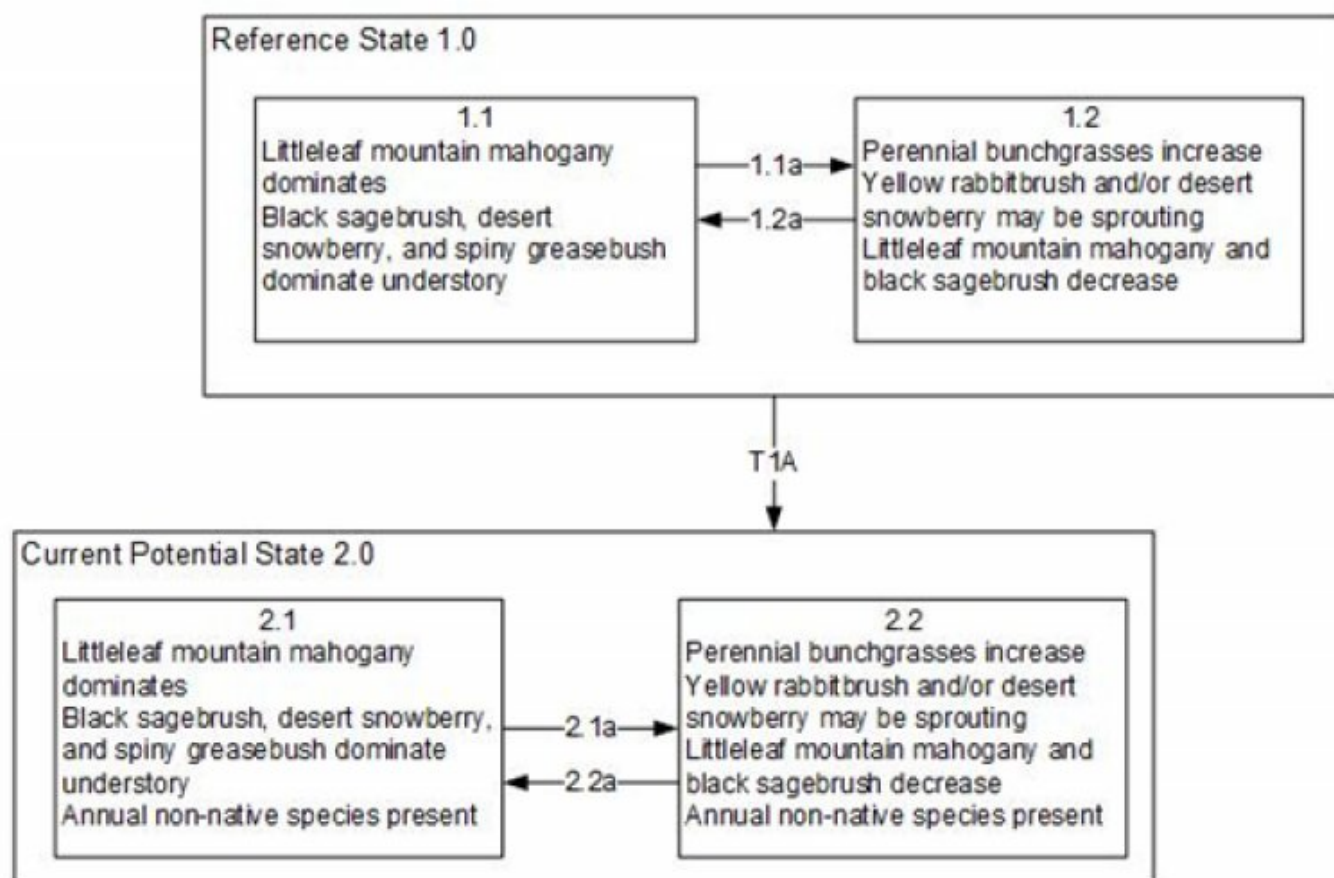 Reference State 1.0
1.1
Littleleaf mountain mahogany
dominates
Black sagebrush, desert
snowberry, and spiny greasebush
dominate understory
1.1a
1.2a
1.2
Perennial bunchgrasses increase
Yellow rabbitbrush and/or desert
snowberry may be sprouting
Littleleaf mountain mahogany and
black sagebrush decrease
T1A
Current Potential State 2.0
2.1
Littleleaf mountain mahogany
dominates
Black sagebrush, desert snowberry,
and spiny greasebush dominate
understory
Annual non-native species present
2.1a
2.2a
2.2
Perennial bunchgrasses increase
Yellow rabbitbrush and/or desert
snowberry may be sprouting
Littleleaf mountain mahogany and
black sagebrush decrease
Annual non-native species present